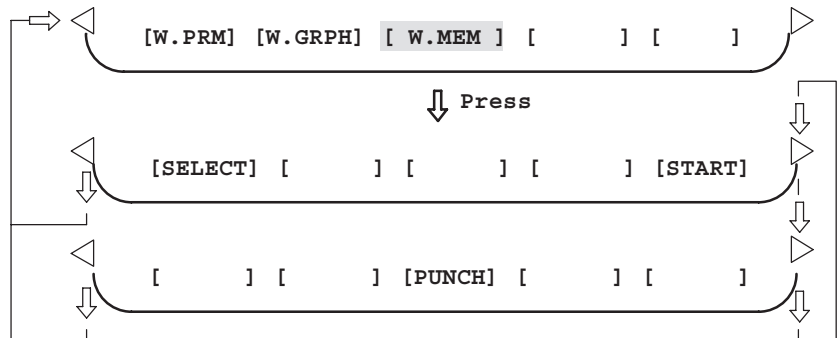 [W.PRM] [W.GRPH] [ W.MEM ] [ ] [ ]
Press
[SELECT] [ ] [ ] [ ] [START]
[ ] [ ] [PUNCH] [ ] [ ]